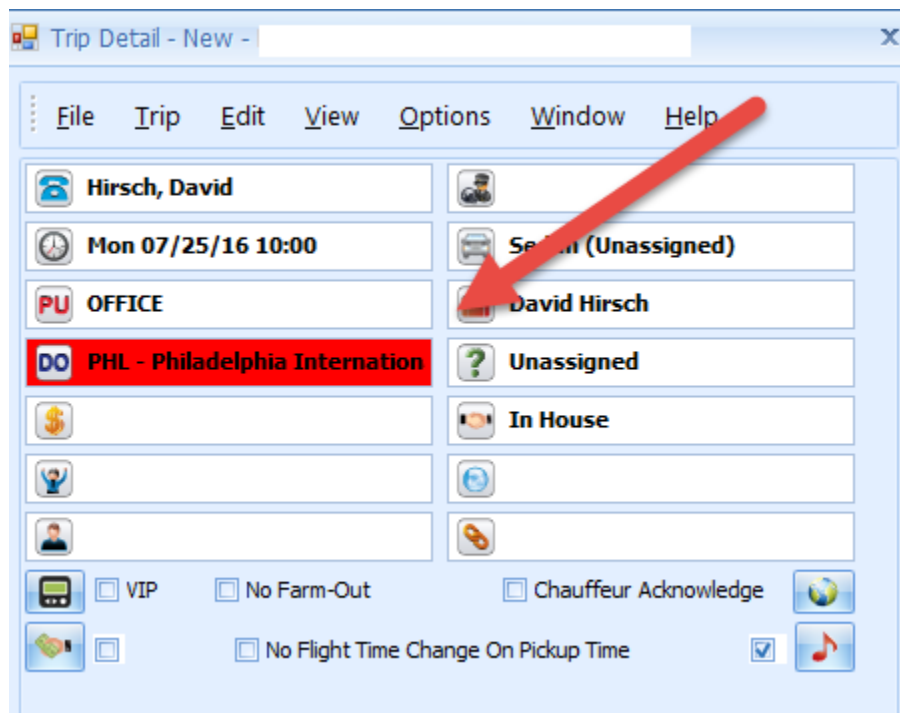 Trip Detail - New -
File Trip Edit View Options Window Help
Hirsch, David
Mon 07/25/16 10:00 (Unassigned)
PU OFFICE David Hirsch
DO PHL - Philadelphia Internation ? Unassigned
$ In House
VIP No Farm-Out Chauffeur Acknowledge
No Flight Time Change On Pickup Time